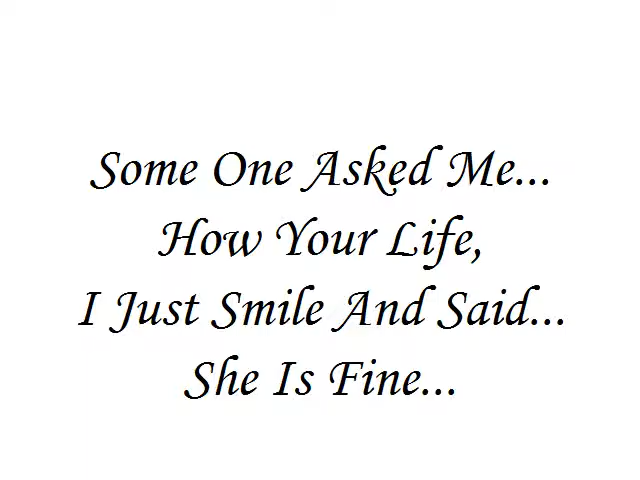 Some One Asked Me...
How Your Life,
I Just Smile And Said...
She Is Fine...